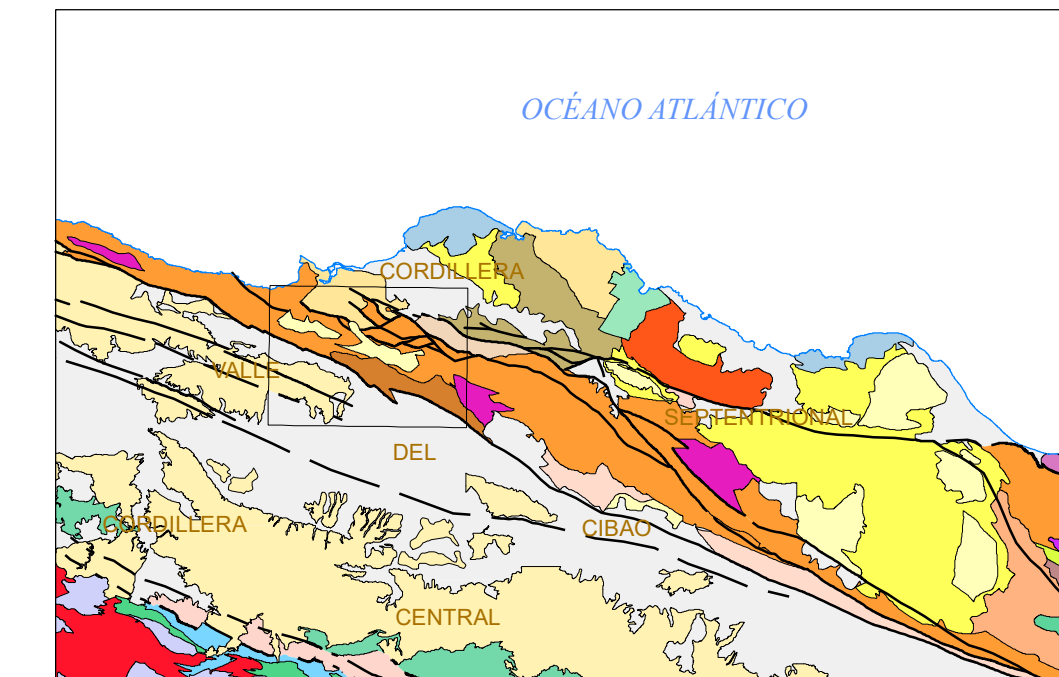 OCÉANO ATLÁNTICO
CORDILLERA
VALLE
SEPTENTRIONAL
DEL
CORDILLERA
CIBAO
CENTRAL